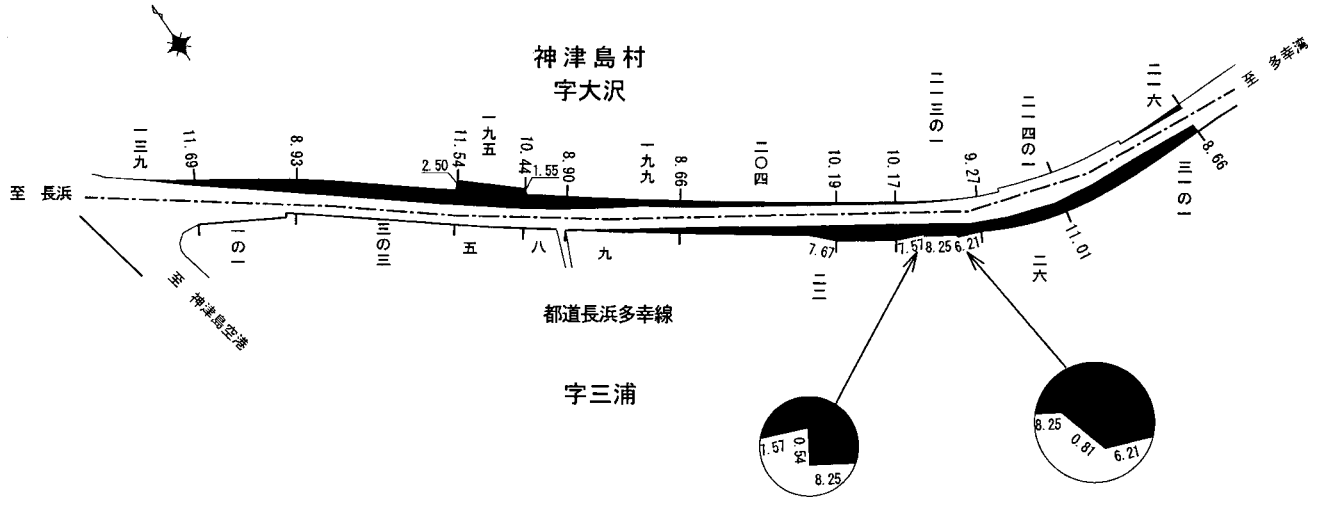 神津島村
字大沢
一三九
11.69
8.93
11.54
2.50
一九五
10.44
1.55
8.90
一九九
8.66
二〇四
10.19
10.17
二一三の一
9.27
二一四の一
二一六
至 多幸湾
8.66
三一の一
至 長浜
一の一
三の三
五
八
九
7.67
二二
7.57
8.25
6.21
11.01
二六
至 神津島空港
都道長浜多幸線
字三浦
7.57
0.54
8.25
8.25
0.81
6.21